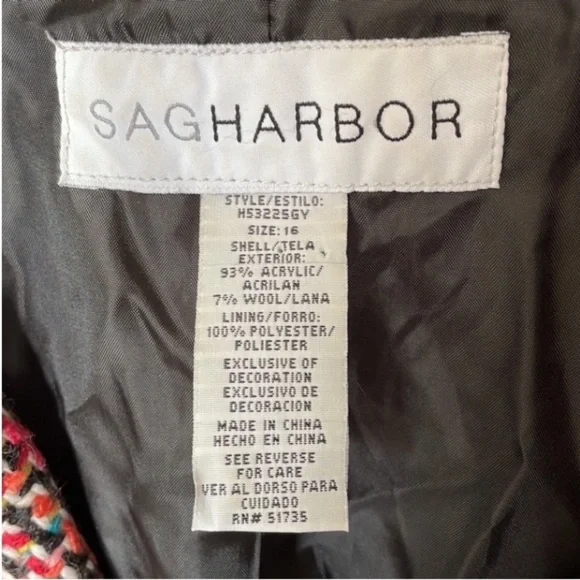 SAGHARBOR
STYLE/ESTILO:
H53225GY
SIZE: 16
SHELL/TELA
EXTERIOR:
93% ACRYLIC/
ACRILAN
7% WOOL/LANA
LINING/FORRO:
100% POLYESTER/
POLIESTER
EXCLUSIVE OF
DECORATION
EXCLUSIVO DE
DECORACION
MADE IN CHINA
HECHO EN CHINA
SEE REVERSE
FOR CARE
VER AL DORSO PARA
CUIDADO
RN# 51735